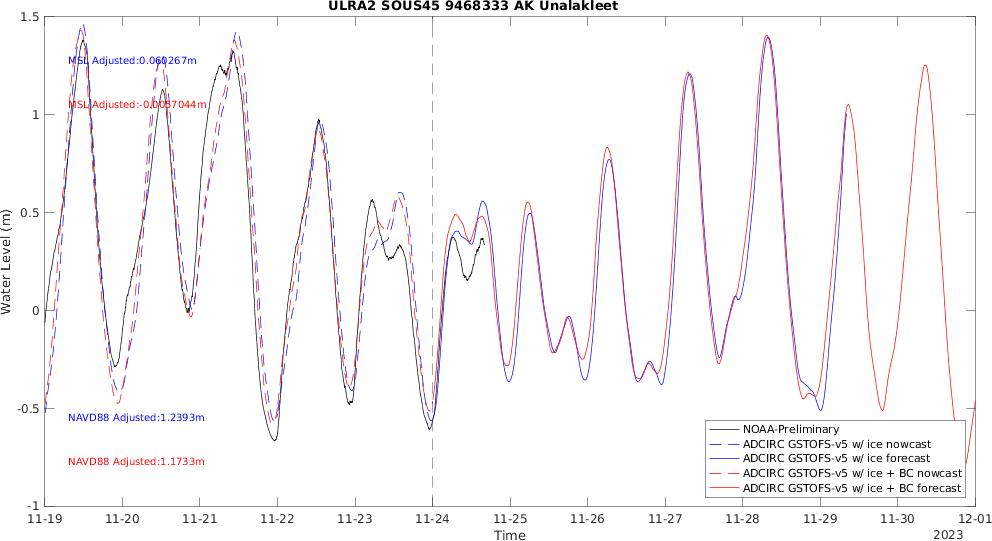 ULRA2 SOUS45 9468333 AK Unalakleet
Water Level (m)
1.5
1
0.5
0
-0.5
-1
MSL Adjusted:0.060267m
MSL Adjusted:-0.0057044m
NAVD88 Adjusted:1.2393m
NAVD88 Adjusted:1.1733m
NOAA-Preliminary
ADCIRC GSTOFS-v5 w/ ice nowcast
ADCIRC GSTOFS-v5 w/ ice forecast
ADCIRC GSTOFS-v5 w/ ice + BC nowcast
ADCIRC GSTOFS-v5 w/ ice + BC forecast
11-19 11-20 11-21 11-22 11-23 11-24 11-25 11-26 11-27 11-28 11-29 11-30 12-01
Time
2023